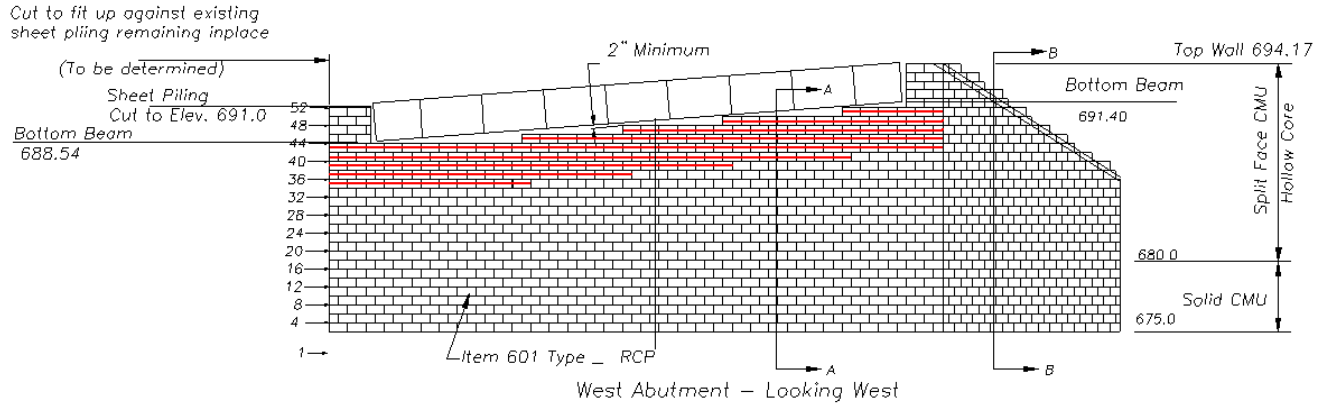 Cut to fit up against existing
sheet pliing remaining inplace
(To be determined)
Sheet Piling
Cut to Elev. 691.0
Bottom Beam
688.54
2" Minimum
A
B
Top Wall 694.17
Bottom Beam
691.40
Split Face CMU
Hollow Core
680.0
Solid CMU
675.0
52
48
44
40
36
32
28
24
20
16
12
8
4
1
Item 601 Type _ RCP
A
B
West Abutment – Looking West